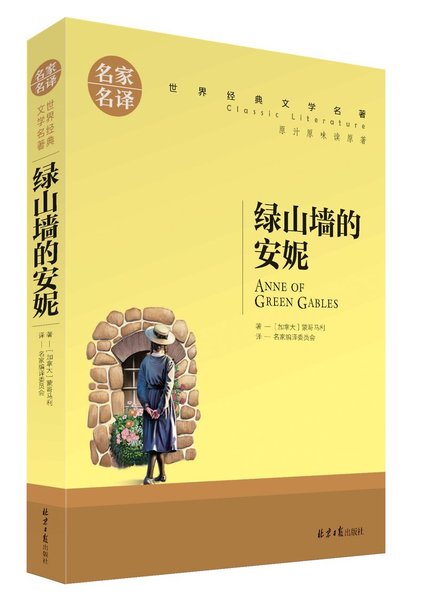 名家
名译
世界经典
文学名著
绿山墙的安妮
著—[加拿大]蒙哥马利
译—名家编译委员会
名家
名译
世界经典文学名著
Classic Literature
原汁原味读原著
绿山墙的
安妮
ANNE OF
GREEN GABLES
著—[加拿大]蒙哥马利
译—名家编译委员会
北京日报出版社